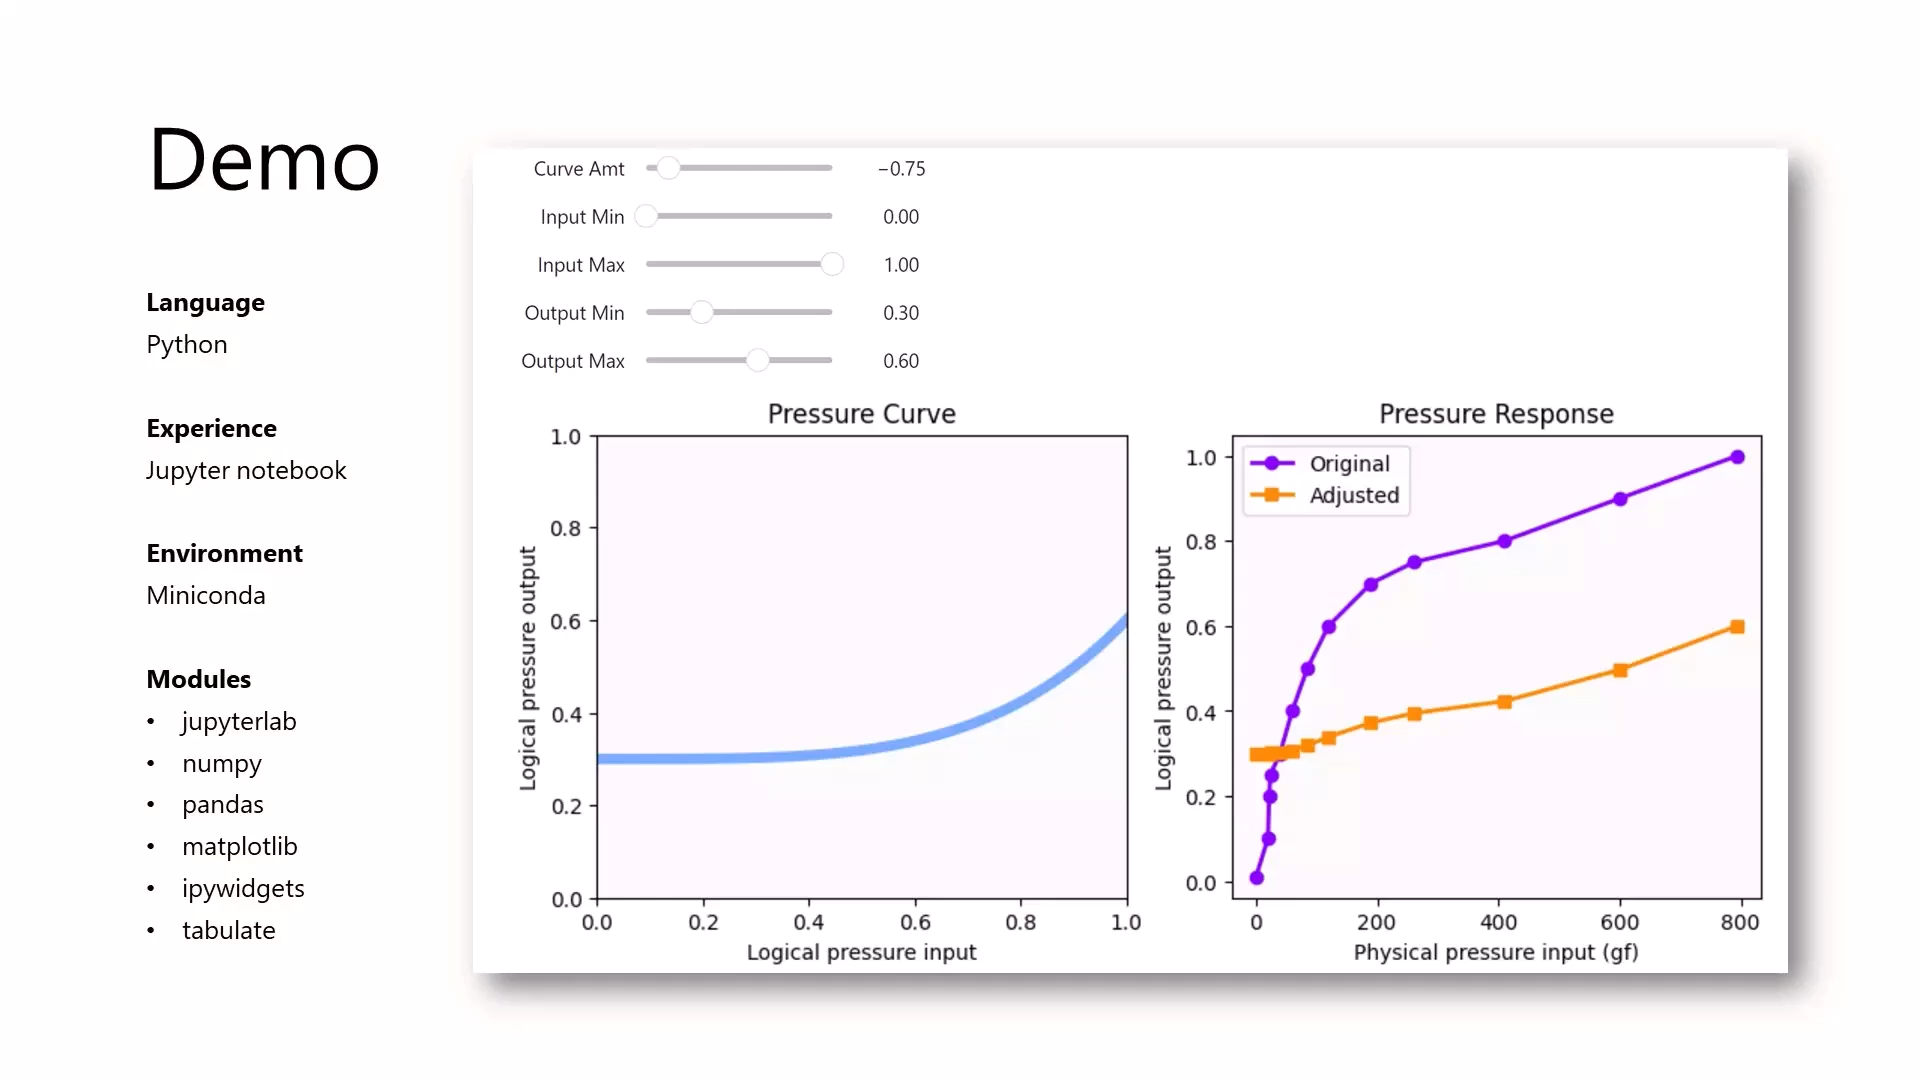 Demo
Language
Python
Experience
Jupyter notebook
Environment
Miniconda
Modules
• jupyterlab
• numpy
• pandas
• matplotlib
• ipywidgets
• tabulate
Curve Amt −0.75
Input Min 0.00
Input Max 1.00
Output Min 0.30
Output Max 0.60
Pressure Curve
1.0
0.8
0.6
0.4
0.2
0.0
Logical pressure output
0.0 0.2 0.4 0.6 0.8 1.0
Logical pressure input
Pressure Response
Original
Adjusted
1.0
0.8
0.6
0.4
0.2
0.0
Logical pressure output
0 200 400 600 800
Physical pressure input (gf)